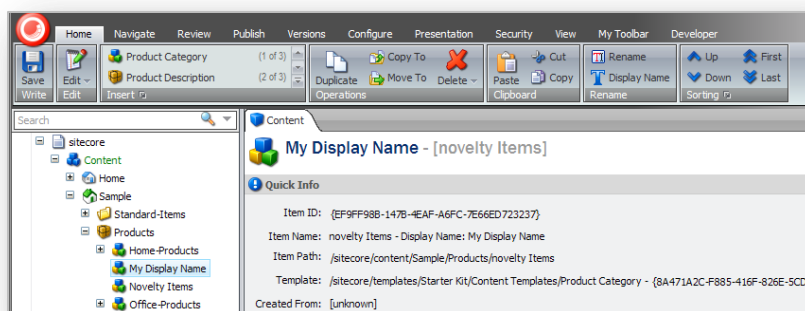 Home Navigate Review Publish Versions Configure Presentation Security View My Toolbar Developer
Product Category (1 of 3) Copy To Cut Rename Up First
Product Description (2 of 3) Move To Copy Display Name Down Last
Save Edit Duplicate Delete Paste
Write Edit Insert Operations Clipboard Rename Sorting
Search
Content
sitecore
Content
Home
Sample
Standard-Items
Products
Home-Products
My Display Name
Novelty Items
Office-Products
My Display Name - [novelty Items]
Quick Info
Item ID: {EF9FF98B-147B-4EAF-A6FC-7E66ED723237}
Item Name: novelty Items - Display Name: My Display Name
Item Path: /sitecore/content/Sample/Products/novelty Items
Template: /sitecore/templates/Starter Kit/Content Templates/Product Category - {8A471A2C-F885-416F-826E-5CD
Created From: [unknown]